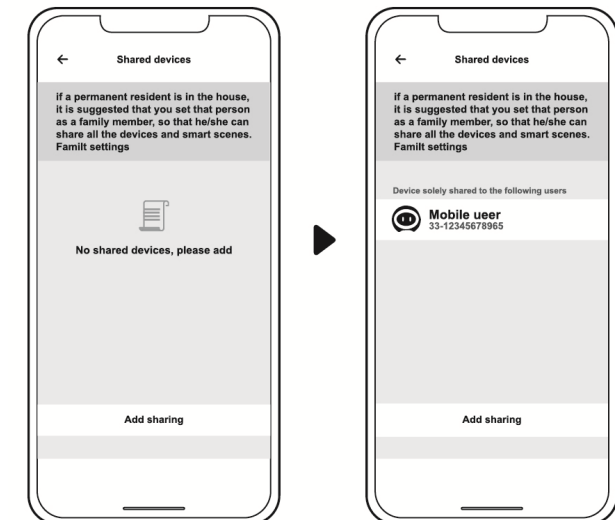 Shared devices
if a permanent resident is in the house,
it is suggested that you set that person
as a family member, so that he/she can
share all the devices and smart scenes.
Familt settings
No shared devices, please add
Add sharing
Shared devices
if a permanent resident is in the house,
it is suggested that you set that person
as a family member, so that he/she can
share all the devices and smart scenes.
Familt settings
Device solely shared to the following users
Mobile ueer
33-12345678965
Add sharing